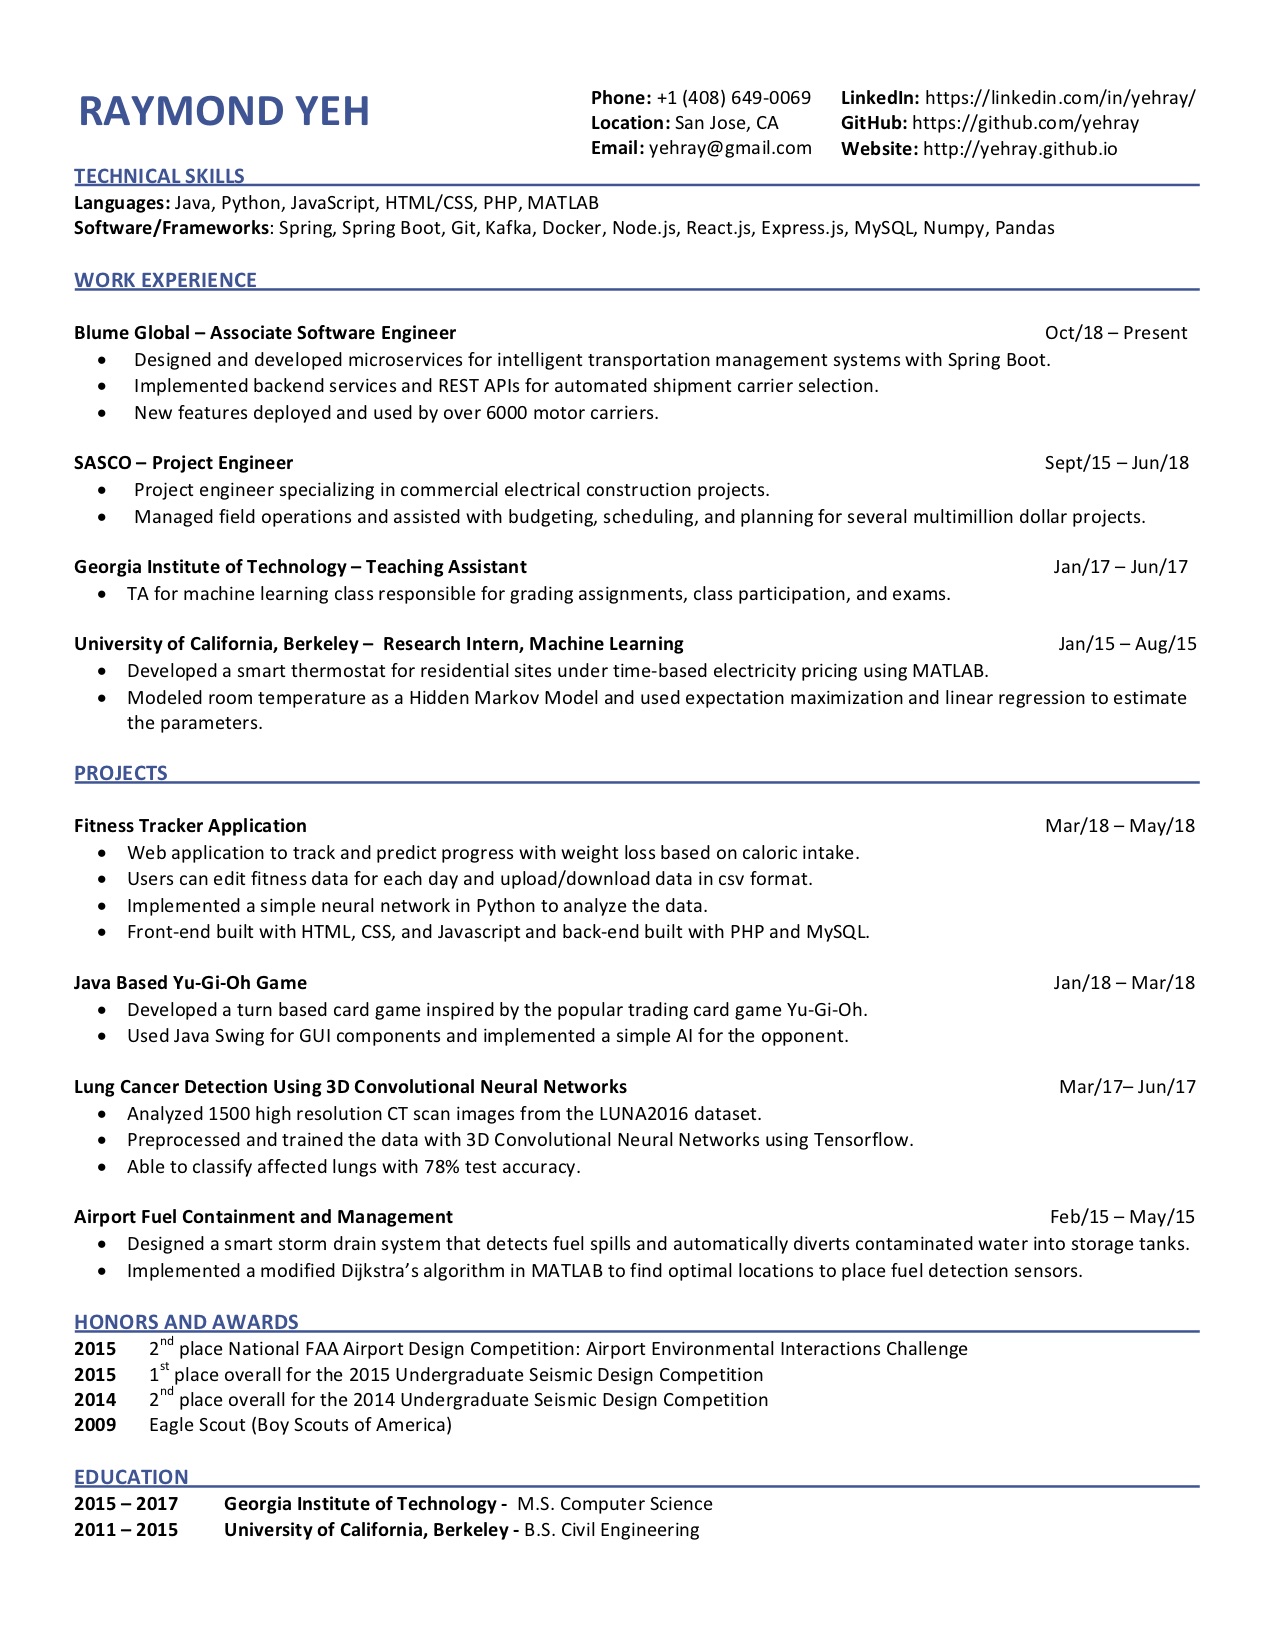 RAYMOND YEH
Phone: +1 (408) 649-0069
Location: San Jose, CA
Email: yehray@gmail.com
LinkedIn: https://linkedin.com/in/yehray/
GitHub: https://github.com/yehray
Website: http://yehray.github.io
TECHNICAL SKILLS
Languages: Java, Python, JavaScript, HTML/CSS, PHP, MATLAB
Software/Frameworks: Spring, Spring Boot, Git, Kafka, Docker, Node.js, React.js, Express.js, MySQL, Numpy, Pandas
WORK EXPERIENCE
Blume Global – Associate Software Engineer Oct/18 – Present
• Designed and developed microservices for intelligent transportation management systems with Spring Boot.
• Implemented backend services and REST APIs for automated shipment carrier selection.
• New features deployed and used by over 6000 motor carriers.
SASCO – Project Engineer Sept/15 – Jun/18
• Project engineer specializing in commercial electrical construction projects.
• Managed field operations and assisted with budgeting, scheduling, and planning for several multimillion dollar projects.
Georgia Institute of Technology – Teaching Assistant Jan/17 – Jun/17
• TA for machine learning class responsible for grading assignments, class participation, and exams.
University of California, Berkeley – Research Intern, Machine Learning Jan/15 – Aug/15
• Developed a smart thermostat for residential sites under time-based electricity pricing using MATLAB.
• Modeled room temperature as a Hidden Markov Model and used expectation maximization and linear regression to estimate
the parameters.
PROJECTS
Fitness Tracker Application Mar/18 – May/18
• Web application to track and predict progress with weight loss based on caloric intake.
• Users can edit fitness data for each day and upload/download data in csv format.
• Implemented a simple neural network in Python to analyze the data.
• Front-end built with HTML, CSS, and Javascript and back-end built with PHP and MySQL.
Java Based Yu-Gi-Oh Game Jan/18 – Mar/18
• Developed a turn based card game inspired by the popular trading card game Yu-Gi-Oh.
• Used Java Swing for GUI components and implemented a simple AI for the opponent.
Lung Cancer Detection Using 3D Convolutional Neural Networks Mar/17– Jun/17
• Analyzed 1500 high resolution CT scan images from the LUNA2016 dataset.
• Preprocessed and trained the data with 3D Convolutional Neural Networks using Tensorflow.
• Able to classify affected lungs with 78% test accuracy.
Airport Fuel Containment and Management Feb/15 – May/15
• Designed a smart storm drain system that detects fuel spills and automatically diverts contaminated water into storage tanks.
• Implemented a modified Dijkstra’s algorithm in MATLAB to find optimal locations to place fuel detection sensors.
HONORS AND AWARDS
2015 2nd place National FAA Airport Design Competition: Airport Environmental Interactions Challenge
2015 1st place overall for the 2015 Undergraduate Seismic Design Competition
2014 2nd place overall for the 2014 Undergraduate Seismic Design Competition
2009 Eagle Scout (Boy Scouts of America)
EDUCATION
2015 – 2017 Georgia Institute of Technology - M.S. Computer Science
2011 – 2015 University of California, Berkeley - B.S. Civil Engineering